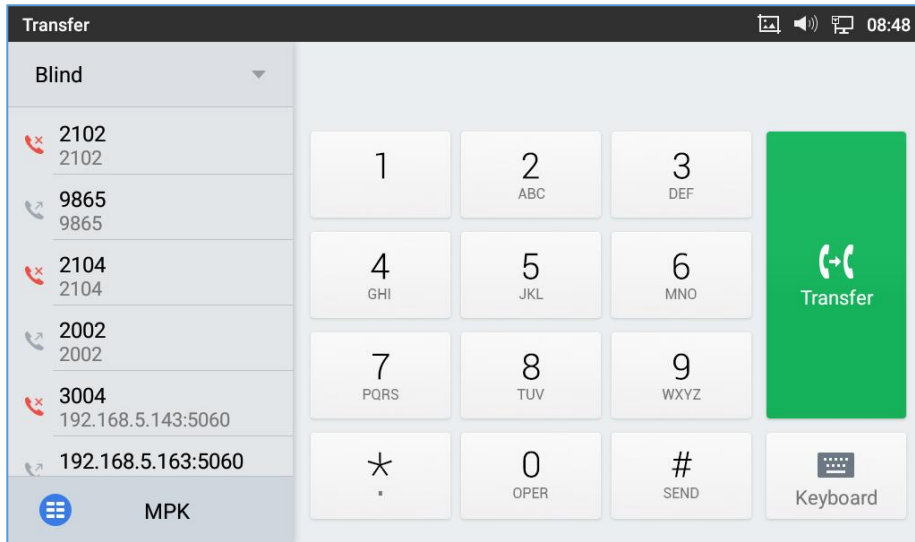 Transfer 08:48
Blind
2102
2102
9865
9865
2104
2104
2002
2002
3004
192.168.5.143:5060
192.168.5.163:5060
MPK
1
2
ABC
3
DEF
4
GHI
5
JKL
6
MNO
7
PQRS
8
TUV
9
WXYZ
*
.
0
OPER
#
SEND
Transfer
Keyboard